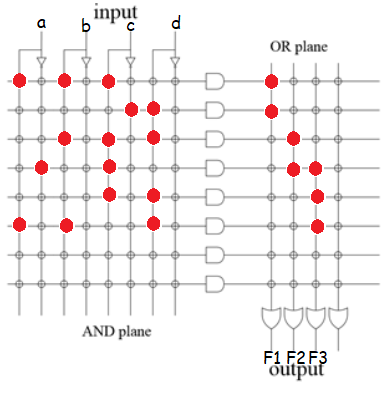 input
a b c d
OR plane
AND plane
F1 F2 F3
output